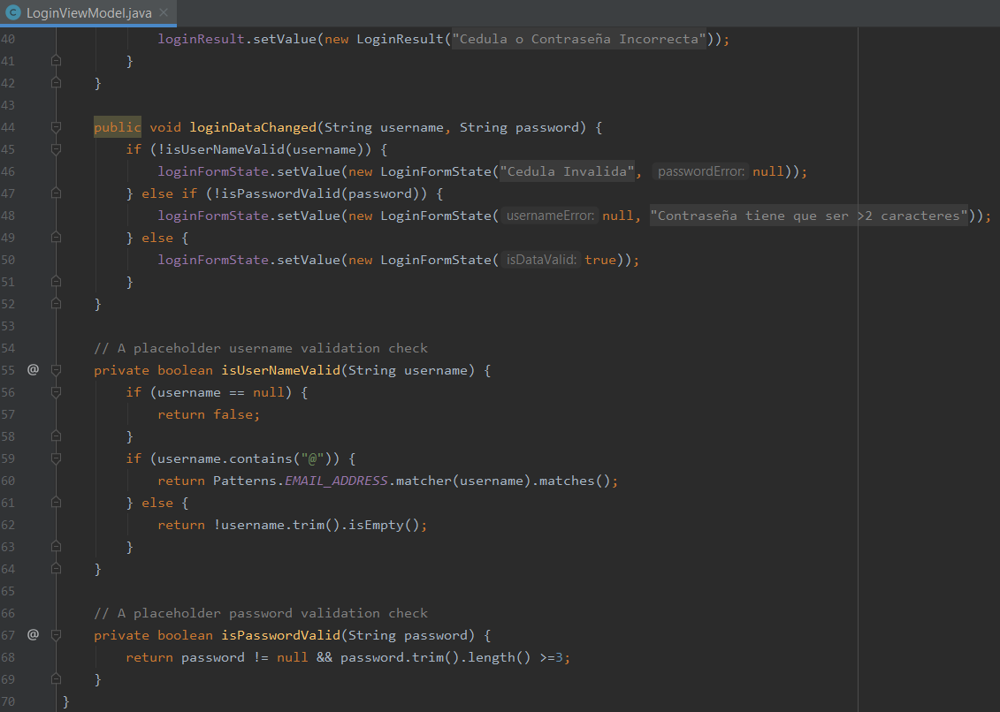 LoginViewModel.java
40 loginResult.setValue(new LoginResult("Cedula o Contraseña Incorrecta"));
41 }
42 }
43
44 public void loginDataChanged(String username, String password) {
45 if (!isUserNameValid(username)) {
46 loginFormState.setValue(new LoginFormState("Cedula Invalida", passwordError: null));
47 } else if (!isPasswordValid(password)) {
48 loginFormState.setValue(new LoginFormState( usernameError: null, "Contraseña tiene que ser >2 caracteres"));
49 } else {
50 loginFormState.setValue(new LoginFormState( isDataValid: true));
51 }
52 }
53
54 // A placeholder username validation check
55 @ private boolean isUserNameValid(String username) {
56 if (username == null) {
57 return false;
58 }
59 if (username.contains("@")) {
60 return Patterns.EMAIL_ADDRESS.matcher(username).matches();
61 } else {
62 return !username.trim().isEmpty();
63 }
64 }
65
66 // A placeholder password validation check
67 @ private boolean isPasswordValid(String password) {
68 return password != null && password.trim().length() >=3;
69 }
70 }